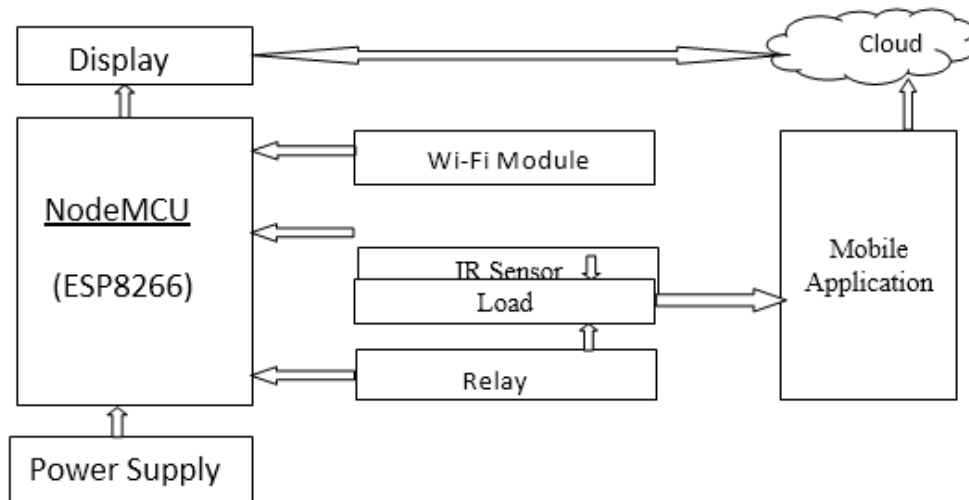 Display
Cloud
Wi-Fi Module
NodeMCU
(ESP8266)
IR Sensor
Load
Mobile
Application
Relay
Power Supply